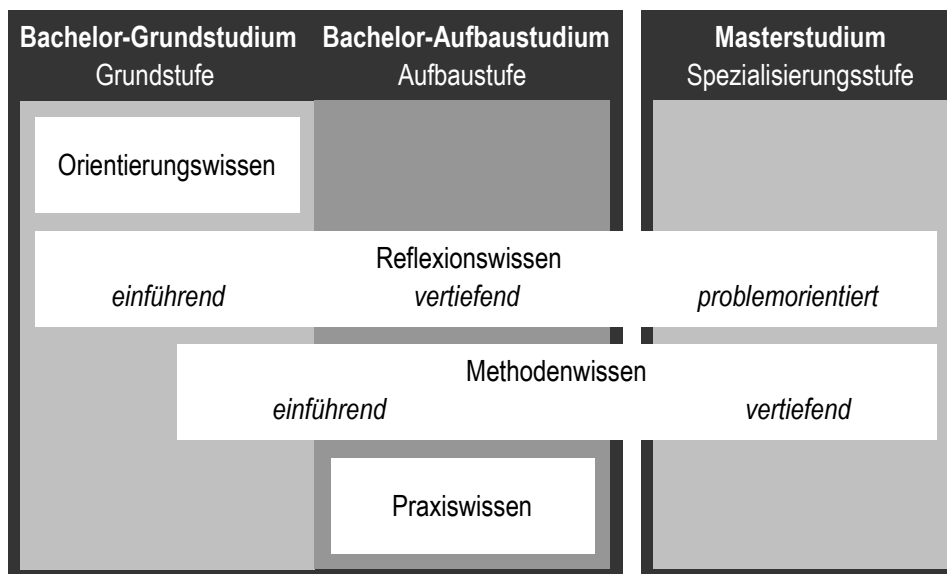 Bachelor-Grundstudium Bachelor-Aufbaustudium Masterstudium
Grundstufe Aufbaustufe Spezialisierungsstufe
Orientierungswissen
Reflexionswissen
einführend vertiefend problemorientiert
Methodenwissen
einführend vertiefend
Praxiswissen